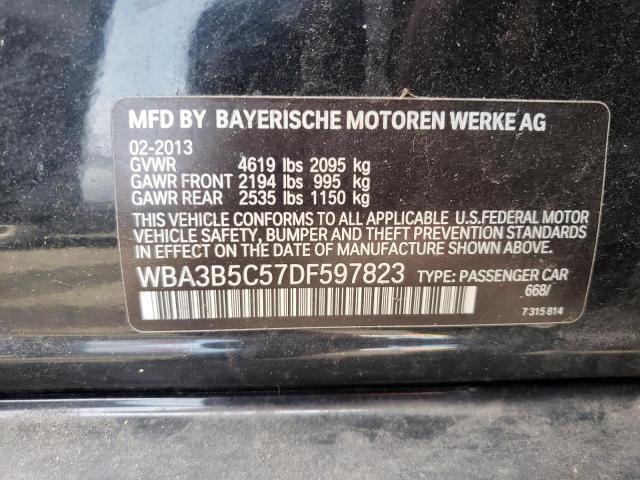 MFD BY BAYERISCHE MOTOREN WERKE AG
02-2013
GVWR 4619 lbs 2095 kg
GAWR FRONT 2194 lbs 995 kg
GAWR REAR 2535 lbs 1150 kg
THIS VEHICLE CONFORMS TO ALL APPLICABLE U.S.FEDERAL MOTOR
VEHICLE SAFETY, BUMPER AND THEFT PREVENTION STANDARDS
IN EFFECT ON THE DATE OF MANUFACTURE SHOWN ABOVE.
WBA3B5C57DF597823 TYPE: PASSENGER CAR
668/
7 315 814